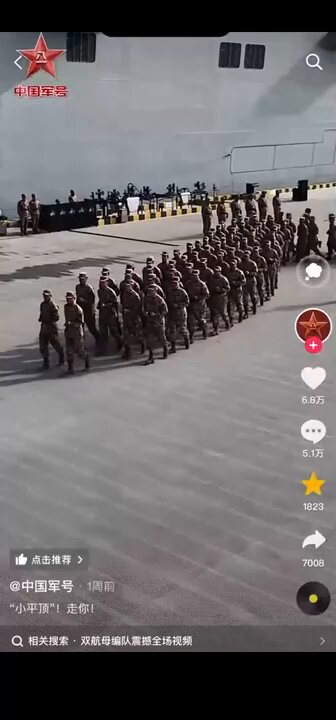 中国军号
6.8万
5.1万
1823
7008
点击推荐
@中国军号 · 1周前
“小平顶”！走你！
相关搜索 · 双航母编队震撼全场视频